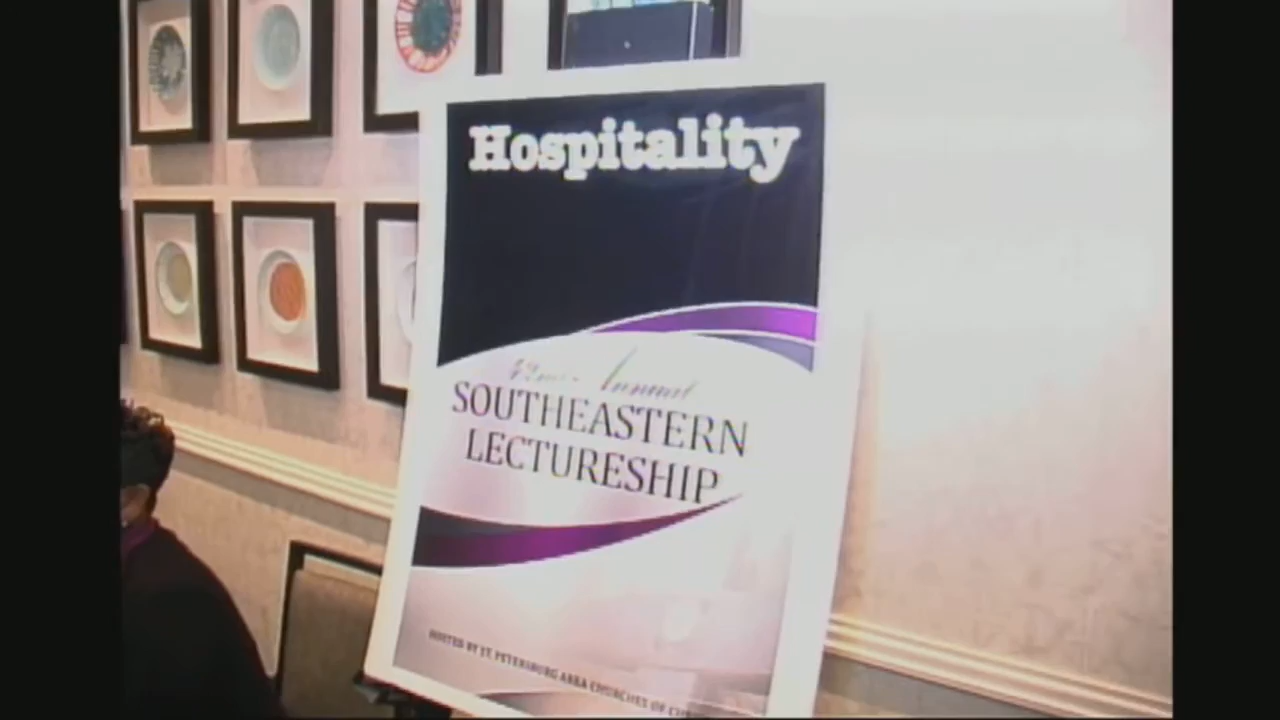 Hospitality
Annual
SOUTHEASTERN
LECTURESHIP
HOSTED BY ST. PETERSBURG AREA CHURCHES OF